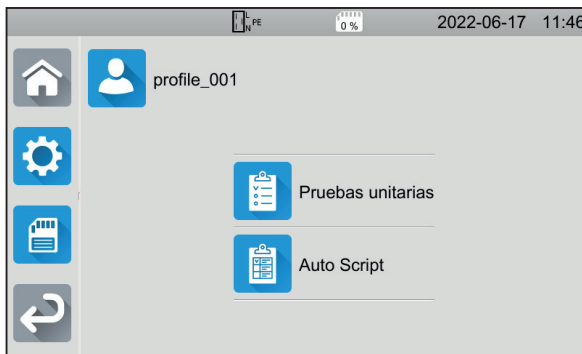 L PE
N
0 %
2022-06-17 11:46
profile_001
Pruebas unitarias
Auto Script